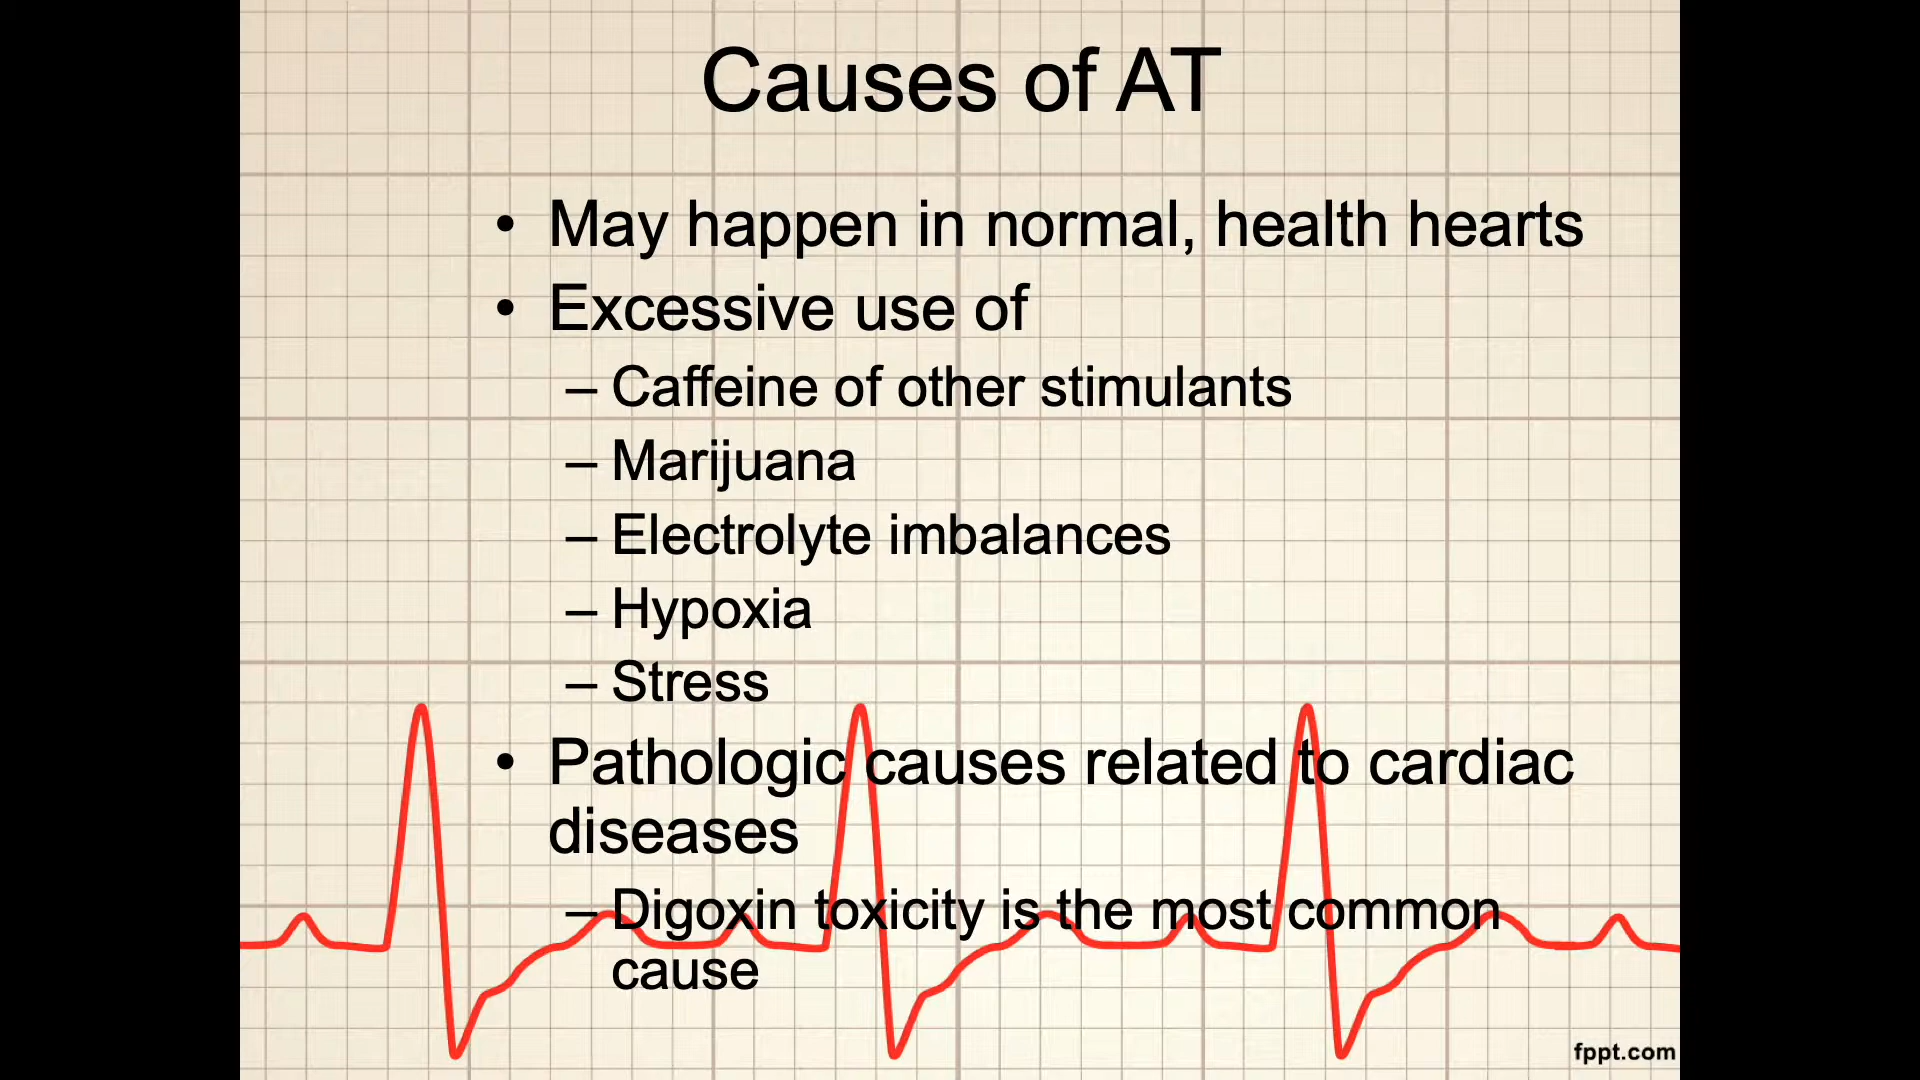 Causes of AT
• May happen in normal, health hearts
• Excessive use of
– Caffeine of other stimulants
– Marijuana
– Electrolyte imbalances
– Hypoxia
– Stress
• Pathologic causes related to cardiac
diseases
– Digoxin toxicity is the most common
cause
fppt.com